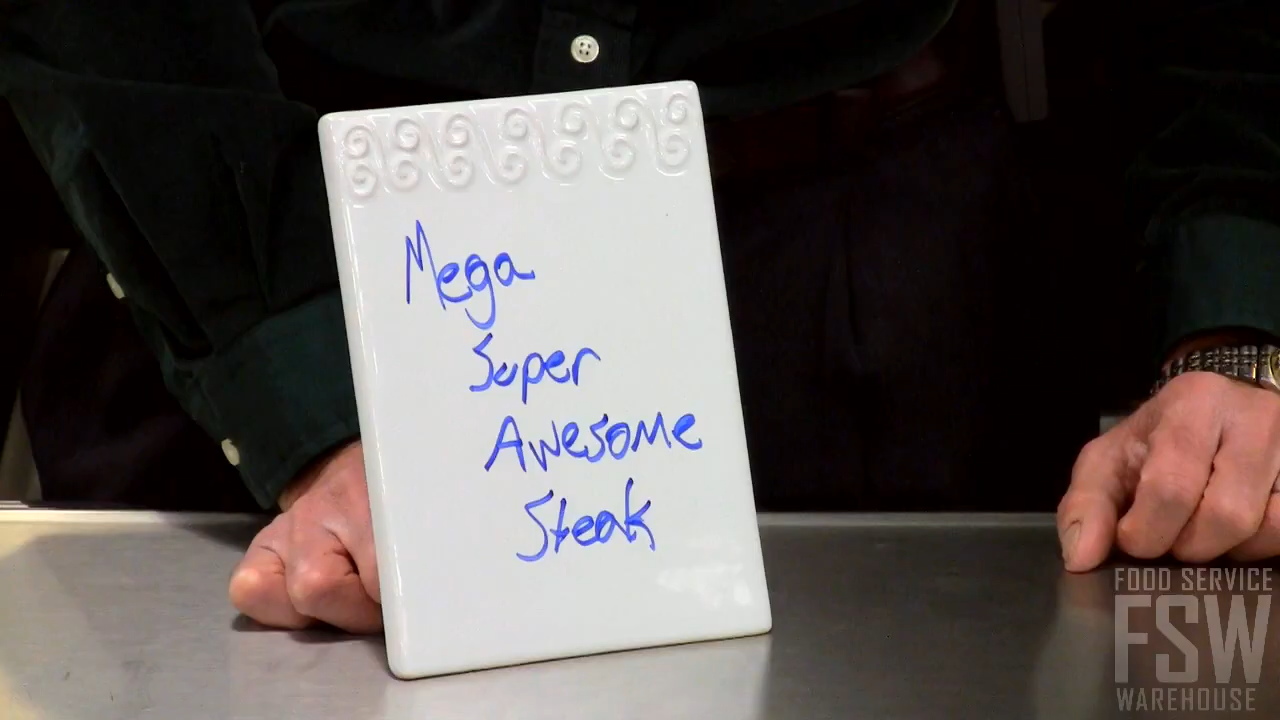 Mega
Super
Awesome
Steak
FOOD SERVICE
FSW
WAREHOUSE